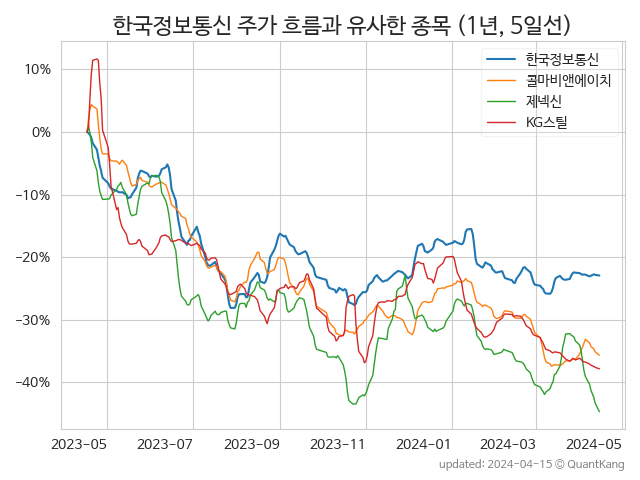 한국정보통신 주가 흐름과 유사한 종목 (1년, 5일선)
한국정보통신
콜마비앤에이치
제넥신
KG스틸
10%
0%
−10%
−20%
−30%
−40%
2023-05 2023-07 2023-09 2023-11 2024-01 2024-03 2024-05
updated: 2024-04-15 © QuantKang